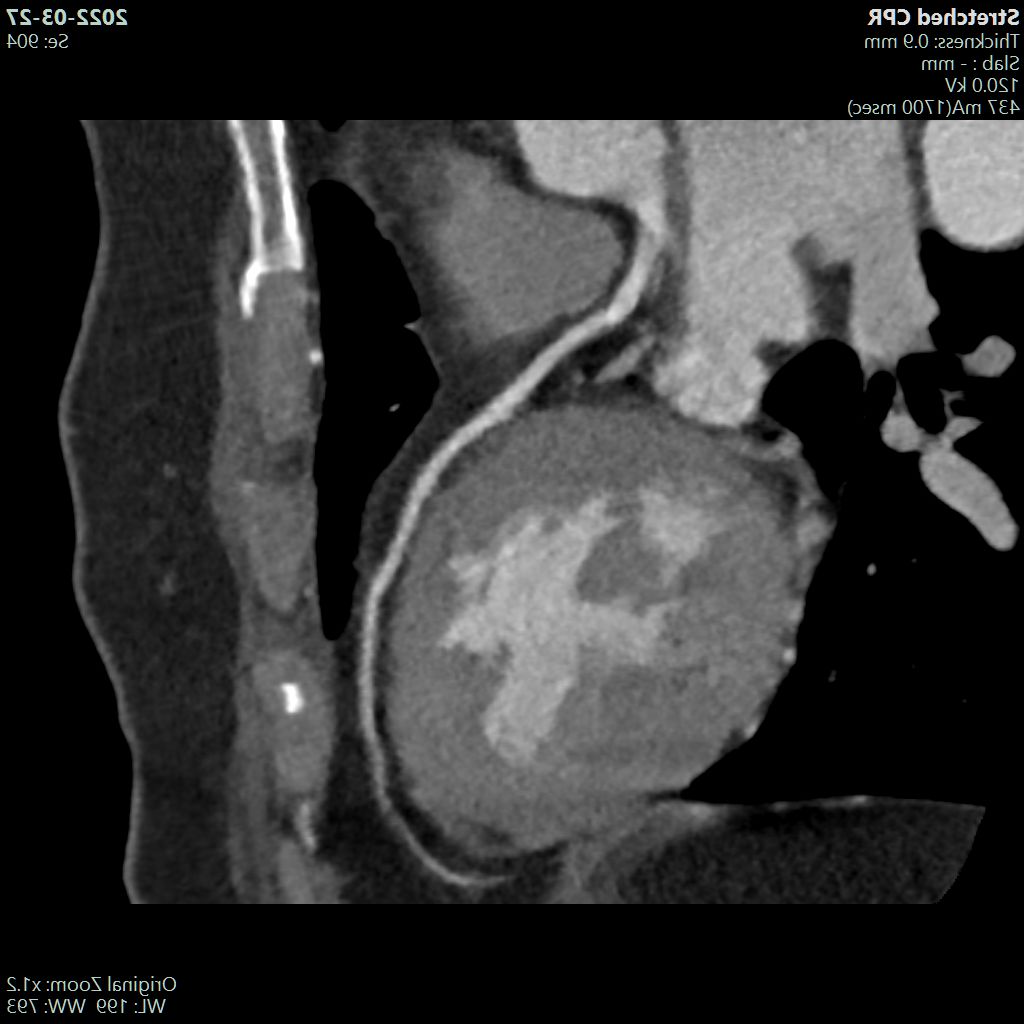 Stretched CPR
Thickness: 0.9 mm
Slab : - mm
120.0 kV
437 mA(1700 msec)
2022-03-27
Se: 904
Original Zoom: x1.2
WL: 199 WW: 793